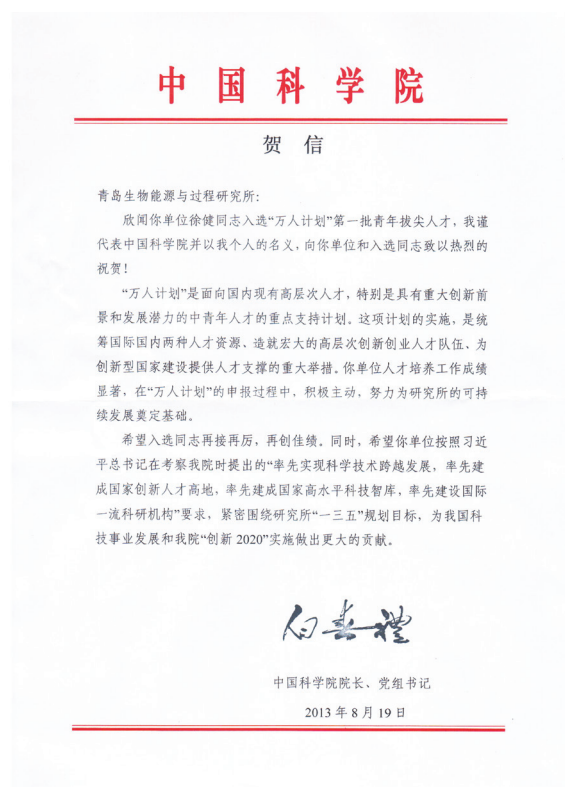 中国科学院
贺信
青岛生物能源与过程研究所：
欣闻你单位徐健同志入选“万人计划”第一批青年拔尖人才，我谨
代表中国科学院并以我个人的名义，向你单位和入选同志致以热烈的
祝贺！
“万人计划”是面向国内现有高层次人才，特别是具有重大创新前
景和发展潜力的中青年人才的重点支持计划。这项计划的实施，是统
筹国际国内两种人才资源、造就宏大的高层次创新创业人才队伍、为
创新型国家建设提供人才支撑的重大举措。你单位人才培养工作成绩
显著，在“万人计划”的申报过程中，积极主动，努力为研究所的可持
续发展奠定基础。
希望入选同志再接再厉，再创佳绩。同时，希望你单位按照习近
平总书记在考察我院时提出的“率先实现科学技术跨越发展，率先建
成国家创新人才高地，率先建成国家高水平科技智库，率先建设国际
一流科研机构”要求，紧密围绕研究所“一三五”规划目标，为我国科
技事业发展和我院“创新 2020”实施做出更大的贡献。
白春禮
中国科学院院长、党组书记
2013 年 8 月 19 日